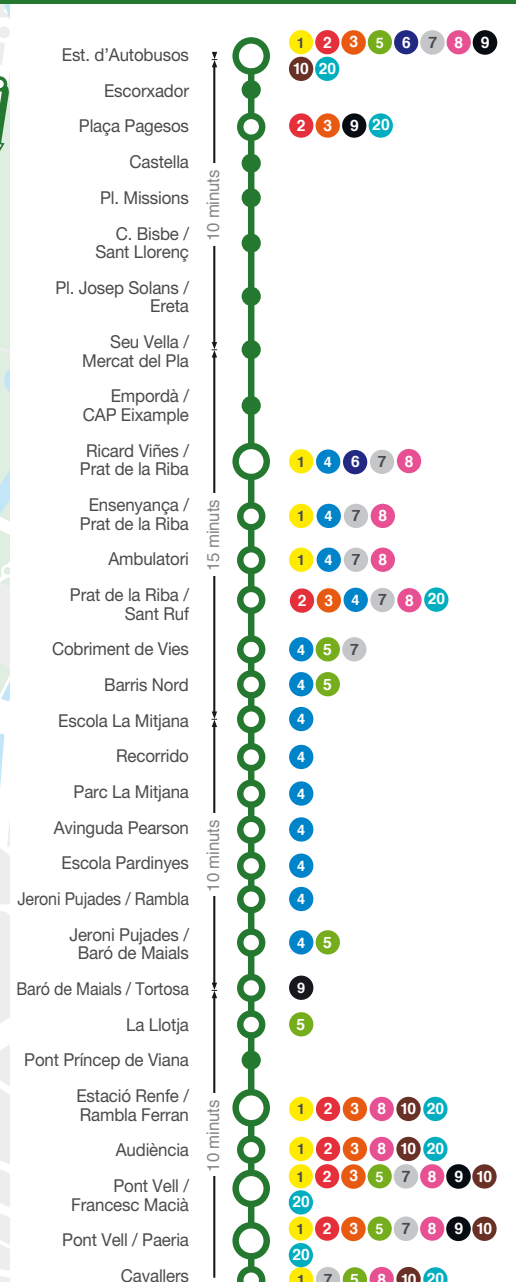 Est. d'Autobusos
1 2 3 5 6 7 8 9
10 20
Escorxador
Plaça Pagesos
2 3 9 20
Castella
Pl. Missions
10 minuts
C. Bisbe /
Sant Llorenç
Pl. Josep Solans /
Ereta
Seu Vella /
Mercat del Pla
Empordà /
CAP Eixample
Ricard Viñes /
Prat de la Riba
1 4 6 7 8
Ensenyança /
Prat de la Riba
1 4 7 8
15 minuts
Ambulatori
1 4 7 8
Prat de la Riba /
Sant Ruf
2 3 4 7 8 20
Cobriment de Vies
4 5 7
Barris Nord
4 5
Escola La Mitjana
4
Recorrido
4
Parc La Mitjana
4
Avinguda Pearson
4
10 minuts
Escola Pardinyes
4
Jeroni Pujades / Rambla
4
Jeroni Pujades /
Baró de Maials
4 5
Baró de Maials / Tortosa
9
La Llotja
5
Pont Príncep de Viana
Estació Renfe /
Rambla Ferran
1 2 3 8 10 20
10 minuts
Audiència
1 2 3 8 10 20
Pont Vell /
Francesc Macià
1 2 3 5 7 8 9 10
20
Pont Vell / Paeria
1 2 3 5 7 8 9 10
20
Cavallers
1 7 5 8 10 20